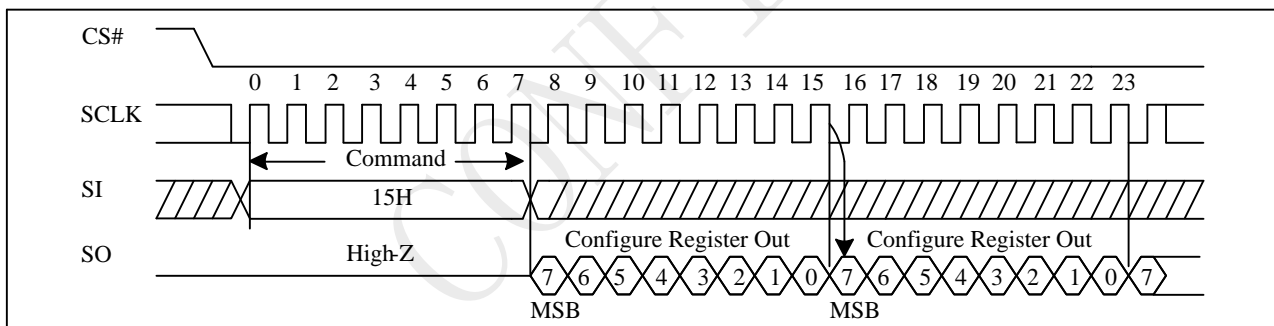 CS#
0 1 2 3 4 5 6 7 8 9 10 11 12 13 14 15 16 17 18 19 20 21 22 23
SCLK
Command
SI
15H
SO
High-Z
Configure Register Out
Configure Register Out
7 6 5 4 3 2 1 0 7 6 5 4 3 2 1 0 7
MSB
MSB